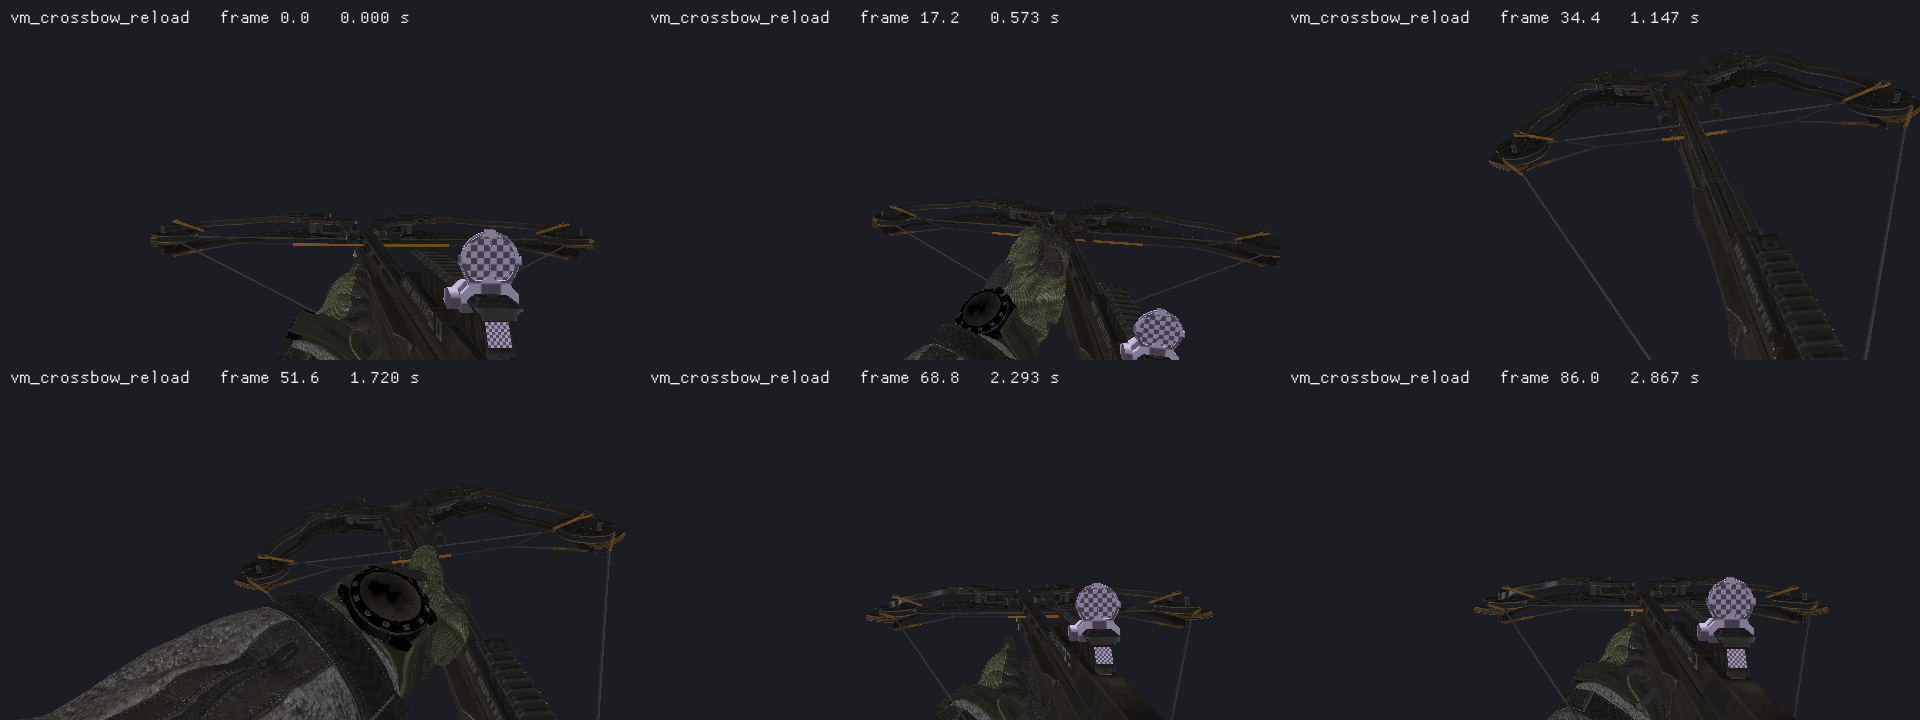 vm_crossbow_reload   frame 0.0   0.000 s
vm_crossbow_reload   frame 17.2   0.573 s
vm_crossbow_reload   frame 34.4   1.147 s
vm_crossbow_reload   frame 51.6   1.720 s
vm_crossbow_reload   frame 68.8   2.293 s
vm_crossbow_reload   frame 86.0   2.867 s